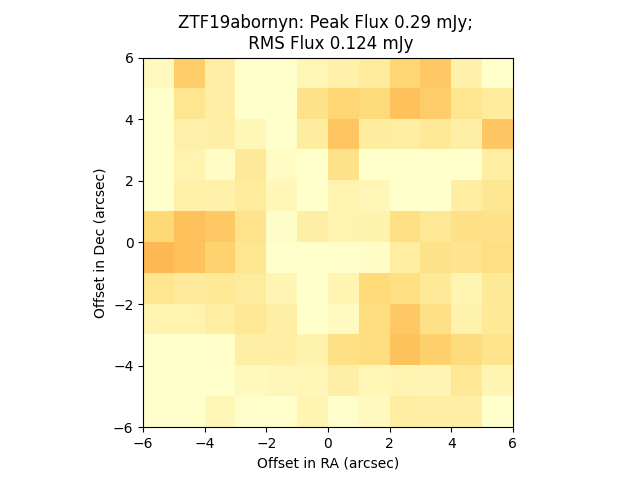 ZTF19abornyn: Peak Flux 0.29 mJy;
RMS Flux 0.124 mJy
6
4
2
0
−2
−4
−6
Offset in Dec (arcsec)
−6 −4 −2 0 2 4 6
Offset in RA (arcsec)